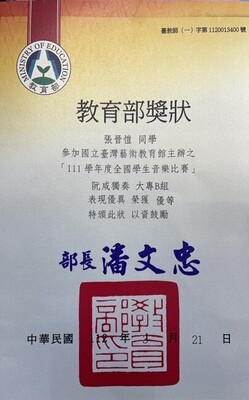 臺教師（一）字第1120013400號
MINISTRY OF EDUCATION
教育部
教育部獎狀
張晉愷 同學
參加國立臺灣藝術教育館主辦之
「111學年度全國學生音樂比賽」
阮咸獨奏 大專B組
表現優異 榮獲 優等
特頒此狀 以資鼓勵
部長 潘文忠
中華民國 112 年 月 21 日